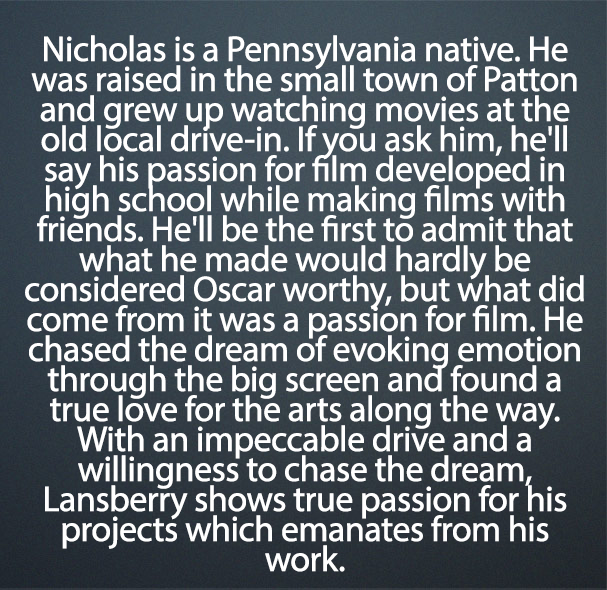 Nicholas is a Pennsylvania native. He
was raised in the small town of Patton
and grew up watching movies at the
old local drive-in. If you ask him, he'll
say his passion for film developed in
high school while making films with
friends. He'll be the first to admit that
what he made would hardly be
considered Oscar worthy, but what did
come from it was a passion for film. He
chased the dream of evoking emotion
through the big screen and found a
true love for the arts along the way.
With an impeccable drive and a
willingness to chase the dream,
Lansberry shows true passion for his
projects which emanates from his
work.